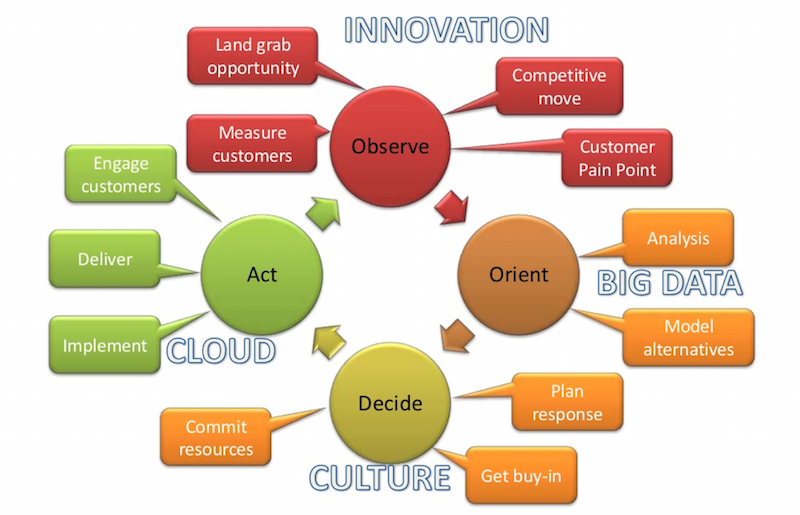 INNOVATION
Land grab
opportunity
Competitive
move
Measure
customers
Observe
Customer
Pain Point
Engage
customers
Deliver
Act
Orient
Analysis
BIG DATA
Implement
CLOUD
Model
alternatives
Decide
Plan
response
Commit
resources
CULTURE
Get buy-in